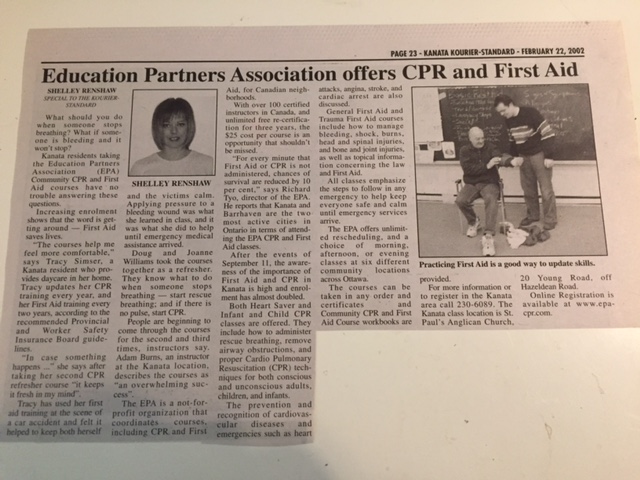 PAGE 23 - KANATA KOURIER-STANDARD - FEBRUARY 22, 2002
Education Partners Association offers CPR and First Aid
SHELLEY RENSHAW
SPECIAL TO THE KOURIER-
STANDARD
What should you do
when someone stops
breathing? What if some-
one is bleeding and it
won't stop?
Kanata residents taking
the Education Partners
Association (EPA)
Community CPR and First
Aid courses have no
trouble answering these
questions.
Increasing enrolment
shows that the word is get-
ting around — First Aid
saves lives.
"The courses help me
feel more comfortable,"
says Tracy Simser, a
Kanata resident who pro-
vides daycare in her home.
Tracy updates her CPR
training every year, and
her First Aid training every
two years, according to the
recommended Provincial
and Worker Safety
Insurance Board guide-
lines.
"In case something
happens ..." she says after
taking her second CPR
refresher course "it keeps
it fresh in my mind".
Tracy has used her first
aid training at the scene of
a car accident and felt it
helped to keep both herself
SHELLEY RENSHAW
and the victims calm.
Applying pressure to a
bleeding wound was what
she learned in class, and it
was what she did to help
until emergency medical
assistance arrived.
Doug and Joanne
Williams took the courses
together as a refresher.
They know what to do
when someone stops
breathing — start rescue
breathing; and if there is
no pulse, start CPR.
People are beginning to
come through the courses
for the second and third
times, instructors say.
Adam Burns, an instructor
at the Kanata location,
describes the courses as
"an overwhelming suc-
cess".
The EPA is a not-for-
profit organization that
coordinates courses,
including CPR and First
Aid, for Canadian neigh-
borhoods.
With over 100 certified
instructors in Canada, and
unlimited free re-certifica-
tion for three years, the
$25 cost per course is an
opportunity that shouldn't
be missed.
"For every minute that
First Aid or CPR is not
administered, chances of
survival are reduced by 10
per cent," says Richard
Tyo, director of the EPA.
He reports that Kanata and
Barrhaven are the two
most active cities in
Ontario in terms of attend-
ing the EPA CPR and First
Aid classes.
After the events of
September 11, the aware-
ness of the importance of
First Aid and CPR in
Kanata is high and enrol-
ment has almost doubled.
Both Heart Saver and
Infant and Child CPR
classes are offered. They
include how to administer
rescue breathing, remove
airway obstructions, and
proper Cardio Pulmonary
Resuscitation (CPR) tech-
niques for both conscious
and unconscious adults,
children, and infants.
The prevention and
recognition of cardiovas-
cular diseases and
emergencies such as heart
attacks, angina, stroke, and
cardiac arrest are also
discussed.
General First Aid and
Trauma First Aid courses
include how to manage
bleeding, shock, burns,
head and spinal injuries,
and bone and joint injuries,
as well as topical informa-
tion concerning the law
and First Aid.
All classes emphasize
the steps to follow in any
emergency to help keep
everyone safe and calm
until emergency services
arrive.
The EPA offers unlimit-
ed rescheduling, and a
choice of morning,
afternoon, or evening
classes at six different
community locations
across Ottawa.
The courses can be
taken in any order and
certificates and
Community CPR and First
Aid Course workbooks are
Practicing First Aid is a good way to update skills.
provided.
For more information or
to register in the Kanata
area call 230-6089. The
Kanata class location is St.
Paul's Anglican Church,
20 Young Road, off
Hazeldean Road.
Online Registration is
available at www.epa-
cpr.com.